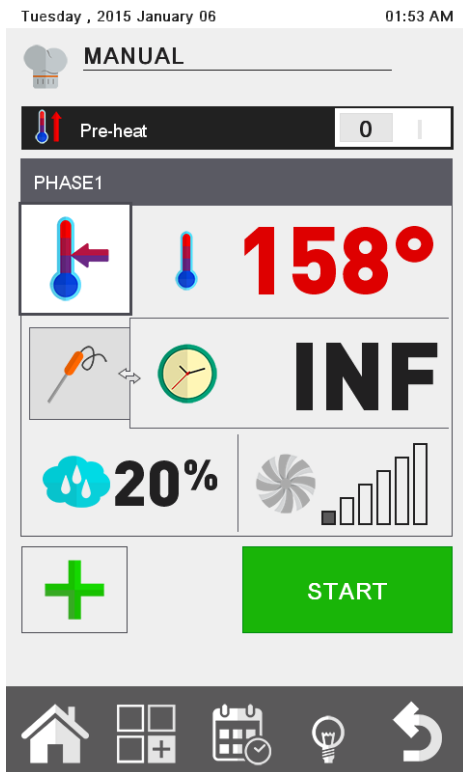 Tuesday , 2015 January 06 01:53 AM
MANUAL
Pre-heat 0
PHASE1
158°
INF
20%
START